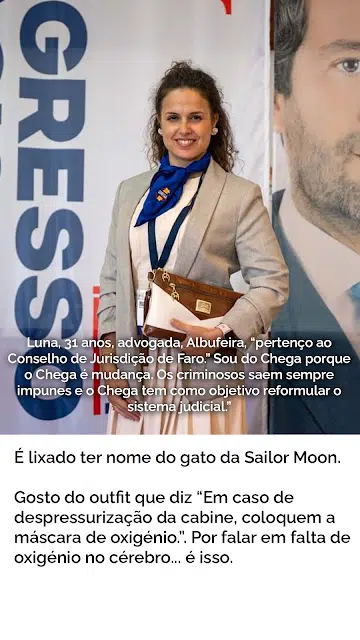 GRESSO
Luna, 31 anos, advogada, Albufeira, “pertenço ao
Conselho de Jurisdição de Faro." Sou do Chega porque
o Chega é mudança. Os criminosos saem sempre
impunes e o Chega tem como objetivo reformular o
sistema judicial.”
É lixado ter nome do gato da Sailor Moon.
Gosto do outfit que diz “Em caso de
despressurização da cabine, coloquem a
máscara de oxigénio.”. Por falar em falta de
oxigénio no cérebro... é isso.